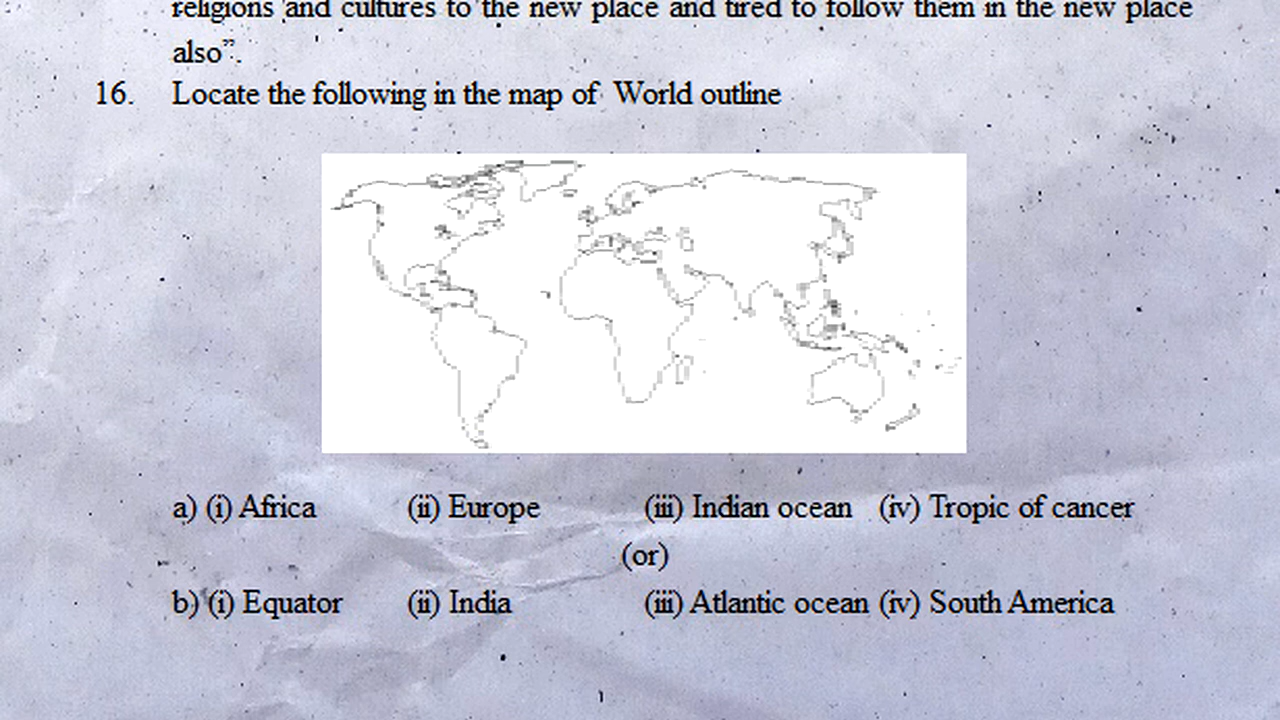 religions and cultures to the new place and tired to follow them in the new place
also”.
16. Locate the following in the map of World outline
a) (i) Africa (ii) Europe (iii) Indian ocean (iv) Tropic of cancer
(or)
b) (i) Equator (ii) India (iii) Atlantic ocean (iv) South America